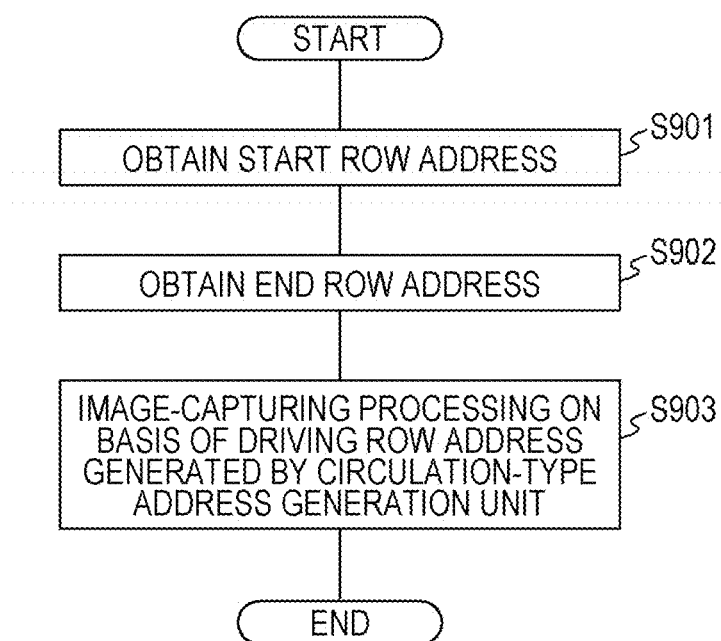 START
OBTAIN START ROW ADDRESS
S901
OBTAIN END ROW ADDRESS
S902
IMAGE-CAPTURING PROCESSING ON
BASIS OF DRIVING ROW ADDRESS
GENERATED BY CIRCULATION-TYPE
ADDRESS GENERATION UNIT
S903
END